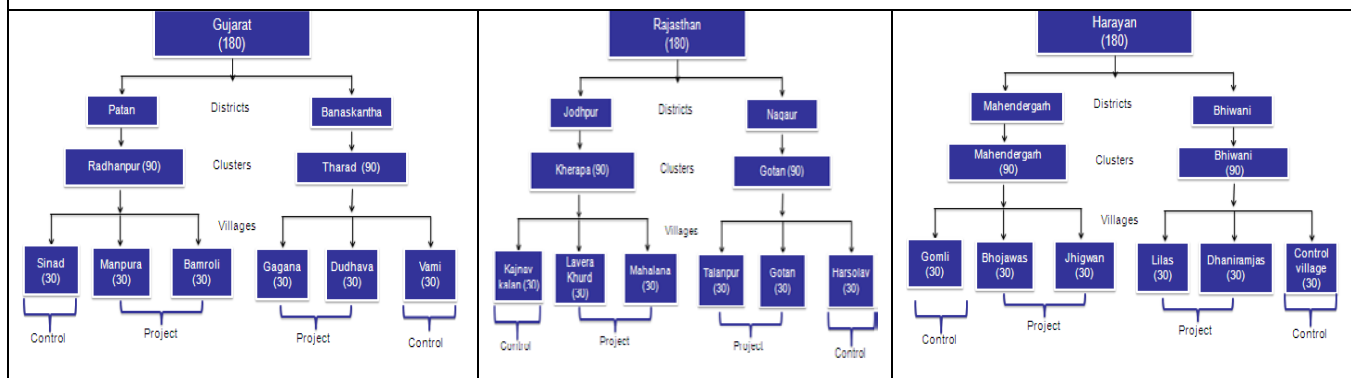 Gujarat
(180)
Patan
Districts
Banaskantha
Radhanpur (90)
Clusters
Tharad (90)
Villages
Sinad
(30)
Manpura
(30)
Bamroli
(30)
Gagana
(30)
Dudhava
(30)
Vami
(30)
Control
Project
Project
Control
Rajasthan
(180)
Jodhpur
Districts
Nagaur
Kherapa (90)
Clusters
Gotan (90)
Villages
Kajnav
kalan (30)
Lavera
Khurd
(30)
Mahalana
(30)
Talanpur
(30)
Gotan
(30)
Harsolav
(30)
Control
Project
Project
Control
Harayan
(180)
Mahendergarh
Districts
Bhiwani
Mahendergarh
(90)
Clusters
Bhiwani
(90)
Villages
Gomli
(30)
Bhojawas
(30)
Jhigwan
(30)
Lilas
(30)
Dhaniramjas
(30)
Control
village
(30)
Control
Project
Project
Control